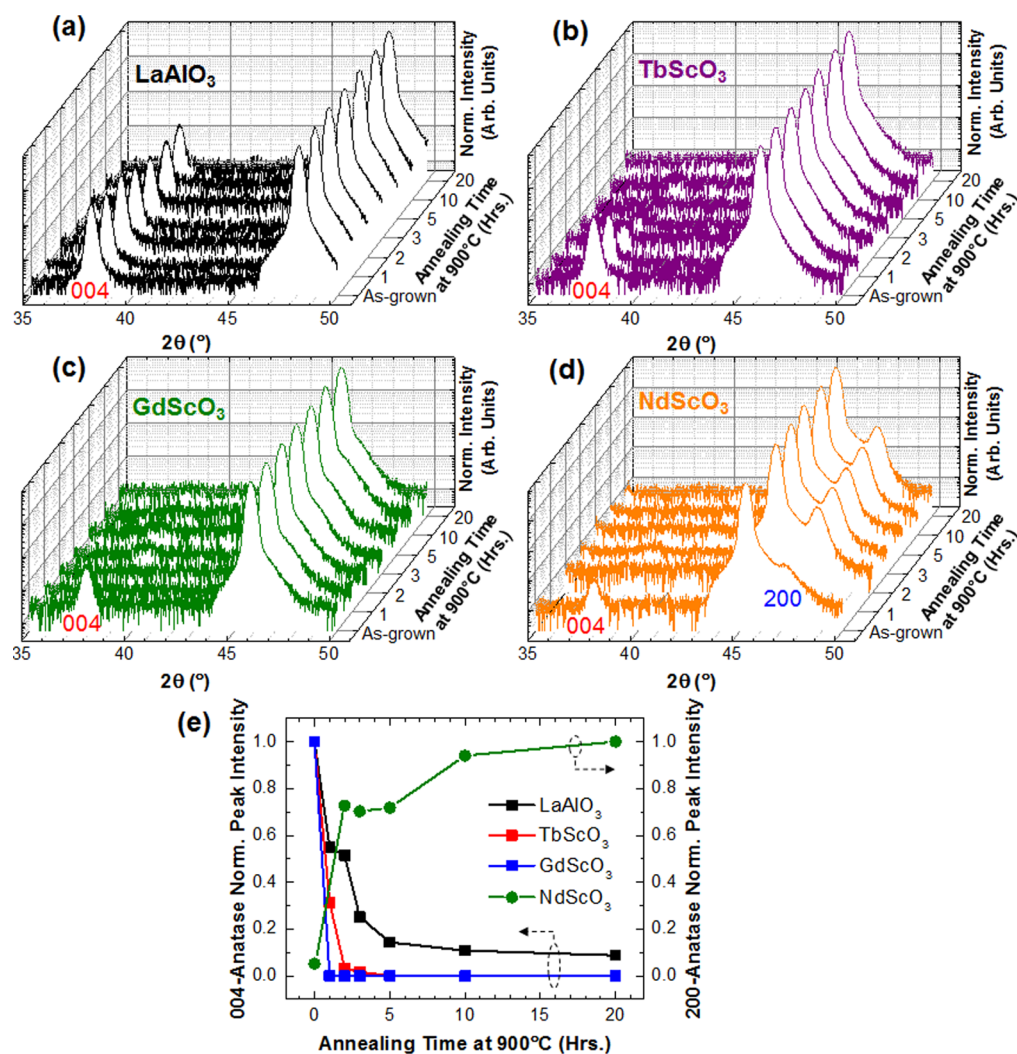 (a)
LaAlO3
Norm. Intensity
(Arb. Units)
20
10
5
3
2
1
As-grown
Annealing Time
at 900°C (Hrs.)
004
35
40
45
50
2θ (°)
(b)
TbScO3
Norm. Intensity
(Arb. Units)
20
10
5
3
2
1
As-grown
Annealing Time
at 900°C (Hrs.)
004
35
40
45
50
2θ (°)
(c)
GdScO3
Norm. Intensity
(Arb. Units)
20
10
5
3
2
1
As-grown
Annealing Time
at 900°C (Hrs.)
004
35
40
45
50
2θ (°)
(d)
NdScO3
Norm. Intensity
(Arb. Units)
20
10
5
3
2
1
As-grown
Annealing Time
at 900°C (Hrs.)
200
004
35
40
45
50
2θ (°)
(e)
004-Anatase Norm. Peak Intensity
1.0
0.8
0.6
0.4
0.2
0.0
LaAlO3
TbScO3
GdScO3
NdScO3
1.0
0.8
0.6
0.4
0.2
0.0
200-Anatase Norm. Peak Intensity
0
5
10
15
20
Annealing Time at 900°C (Hrs.)